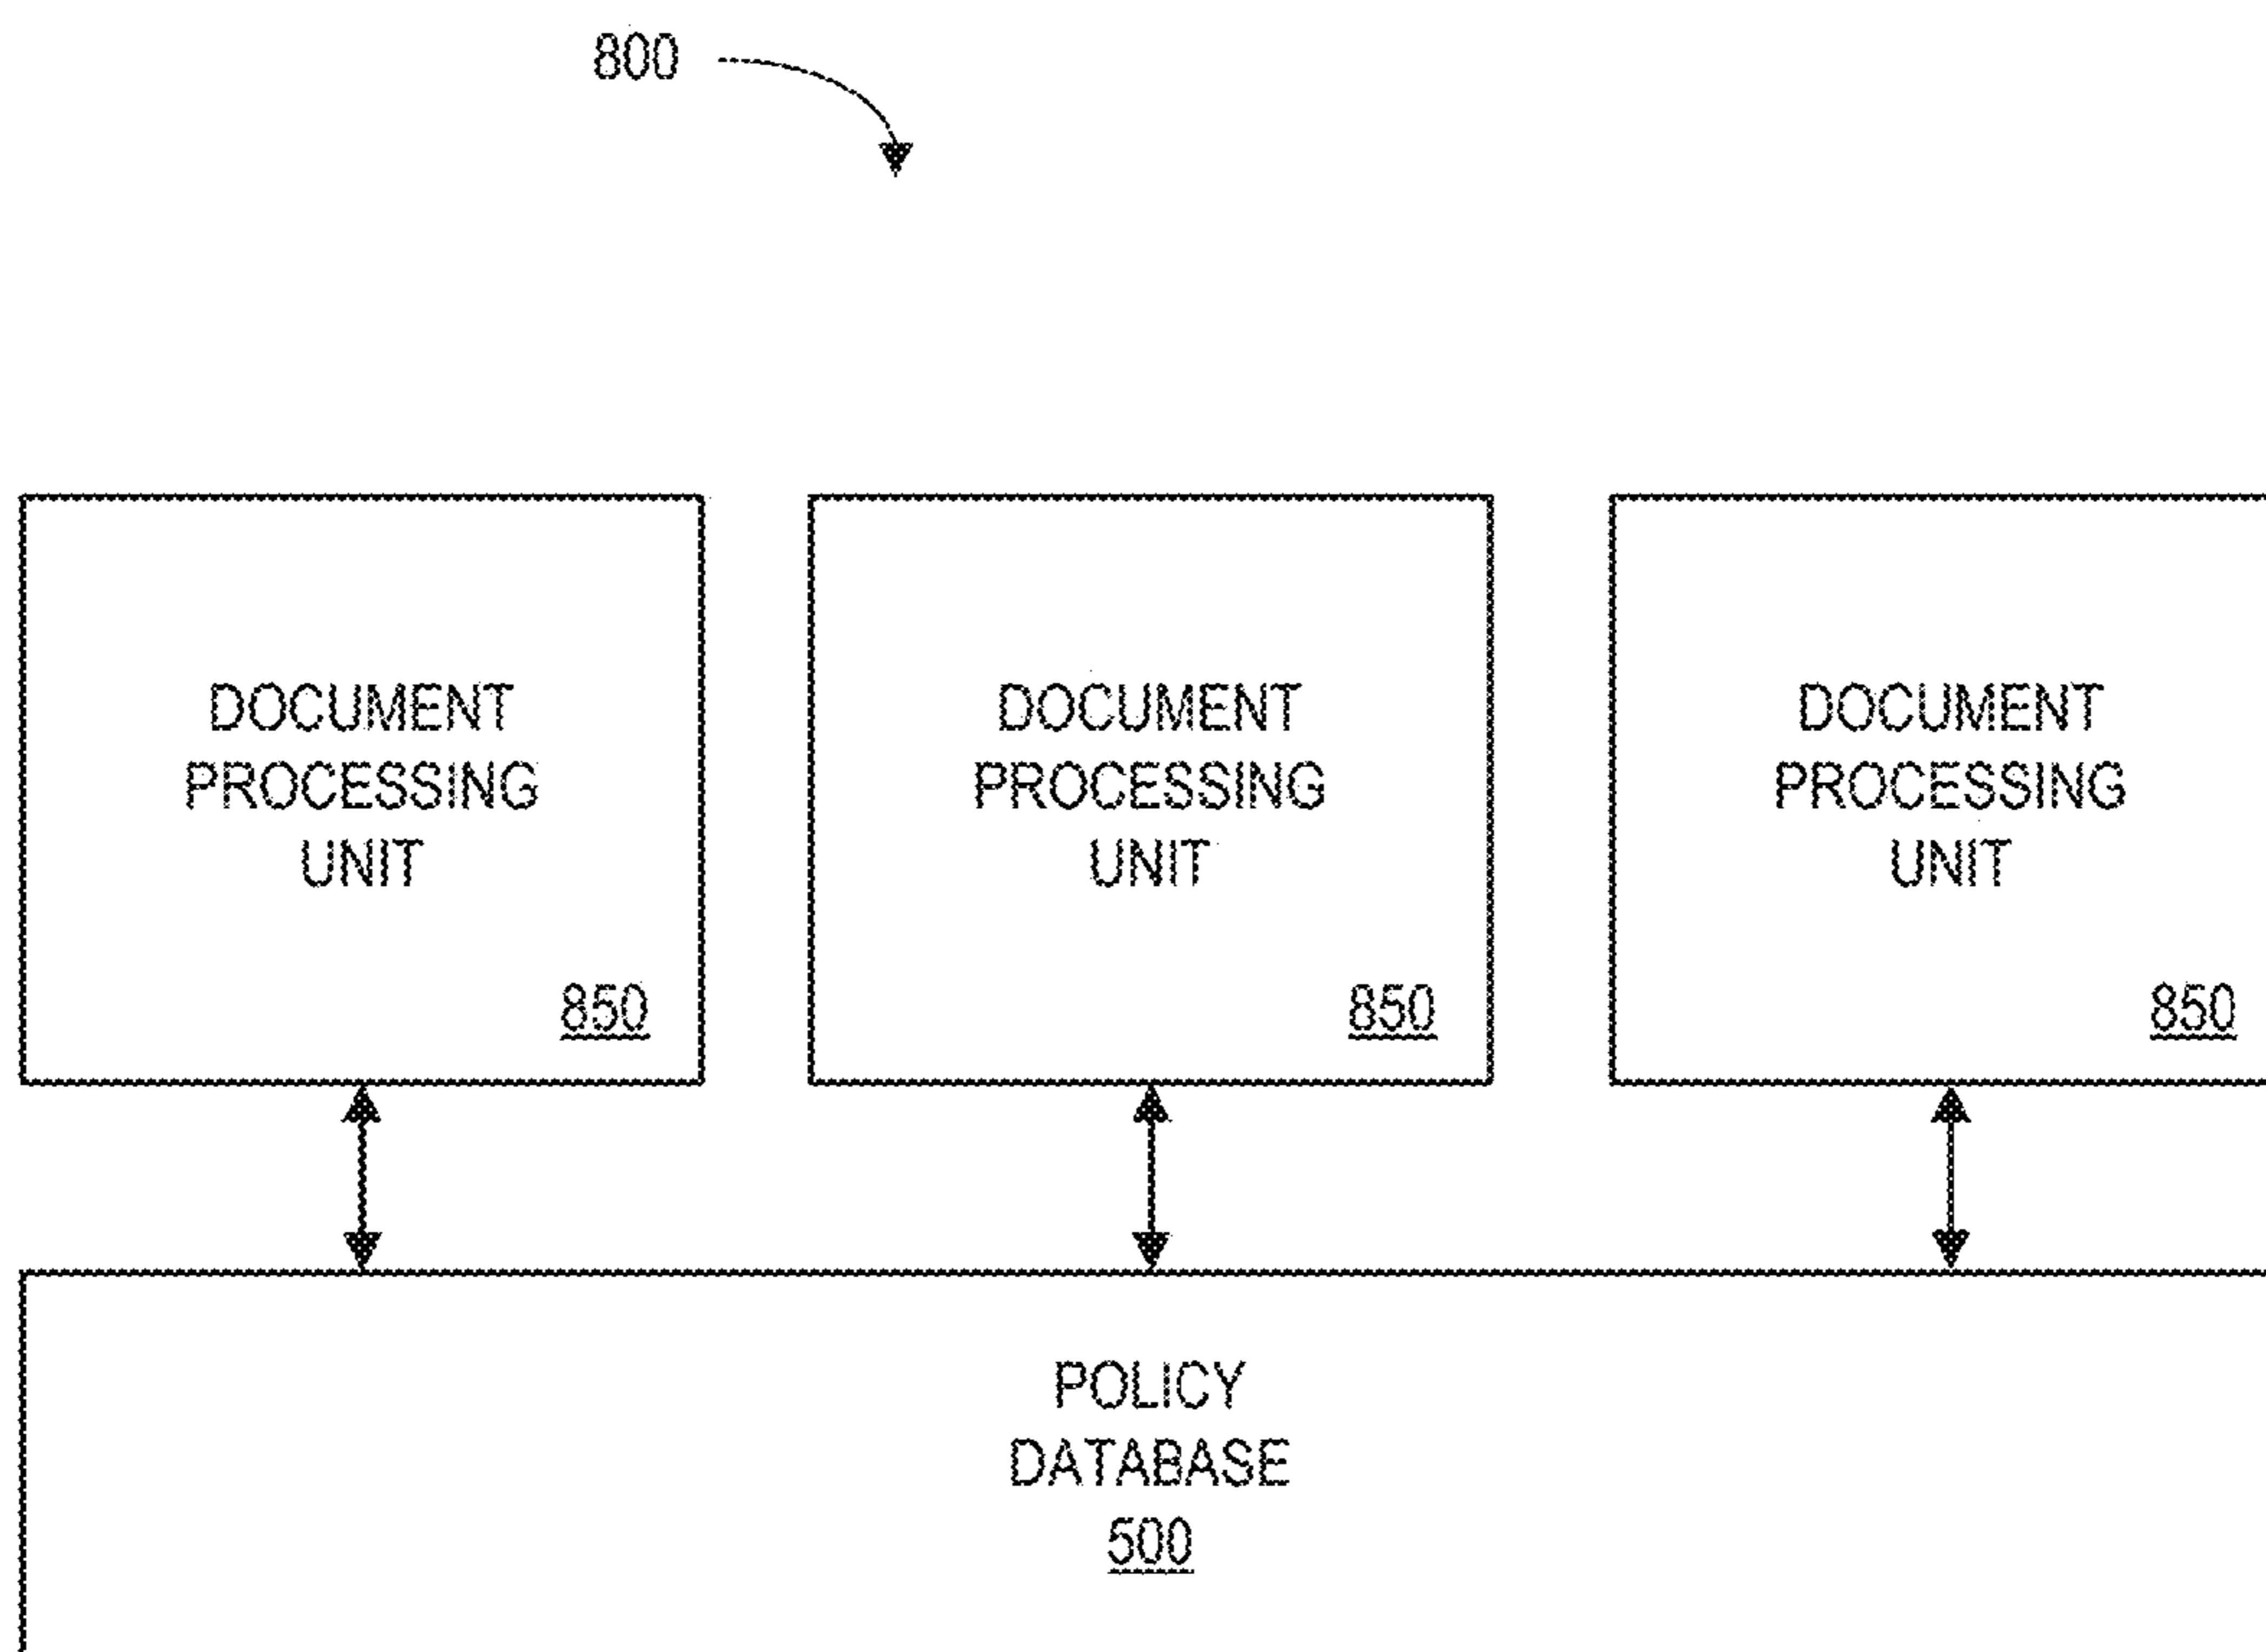 800
DOCUMENT
PROCESSING
UNIT
850
DOCUMENT
PROCESSING
UNIT
850
DOCUMENT
PROCESSING
UNIT
850
POLICY
DATABASE
500